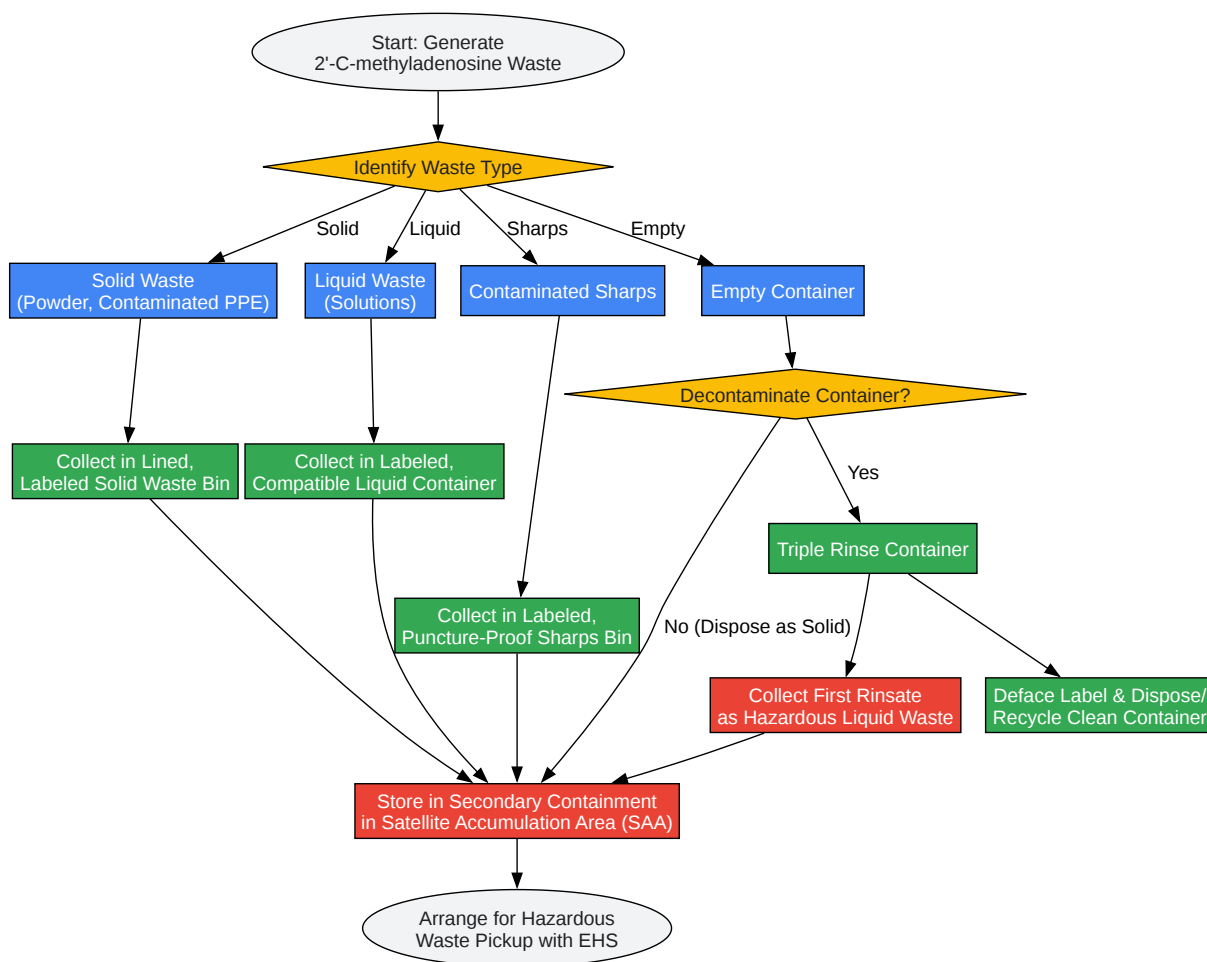 Start: Generate
2'-C-methyladenosine Waste
Identify Waste Type
Solid
Liquid
Sharps
Empty
Solid Waste
(Powder, Contaminated PPE)
Liquid Waste
(Solutions)
Contaminated Sharps
Empty Container
Decontaminate Container?
Collect in Lined,
Labeled Solid Waste Bin
Collect in Labeled,
Compatible Liquid Container
Yes
Triple Rinse Container
Collect in Labeled,
Puncture-Proof Sharps Bin
No (Dispose as Solid)
Collect First Rinsate
as Hazardous Liquid Waste
Deface Label & Dispose/
Recycle Clean Container
Store in Secondary Containment
in Satellite Accumulation Area (SAA)
Arrange for Hazardous
Waste Pickup with EHS